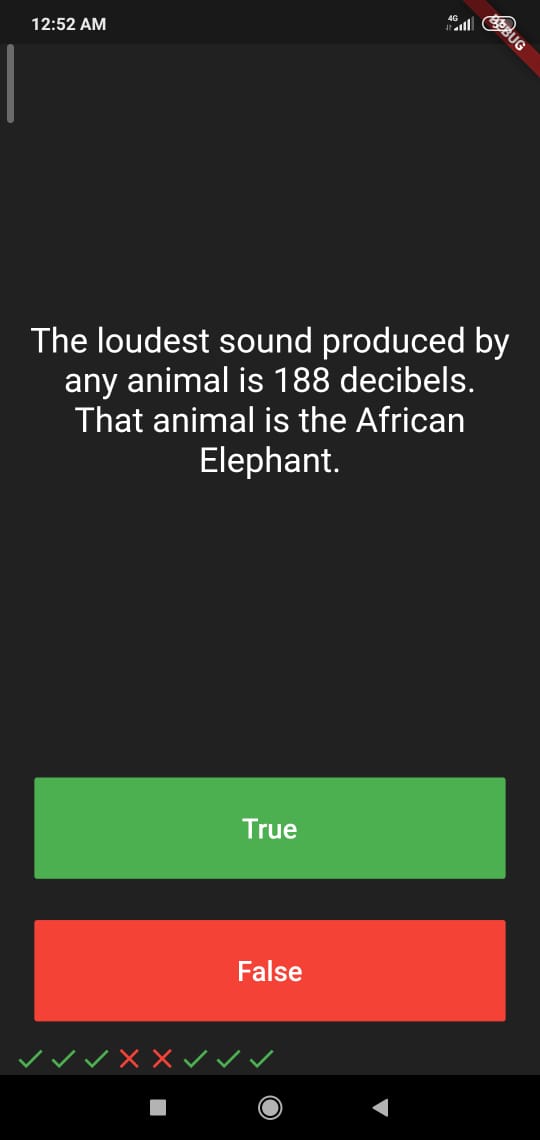 12:52 AM
4G
DEBUG
The loudest sound produced by
any animal is 188 decibels.
That animal is the African
Elephant.
True
False